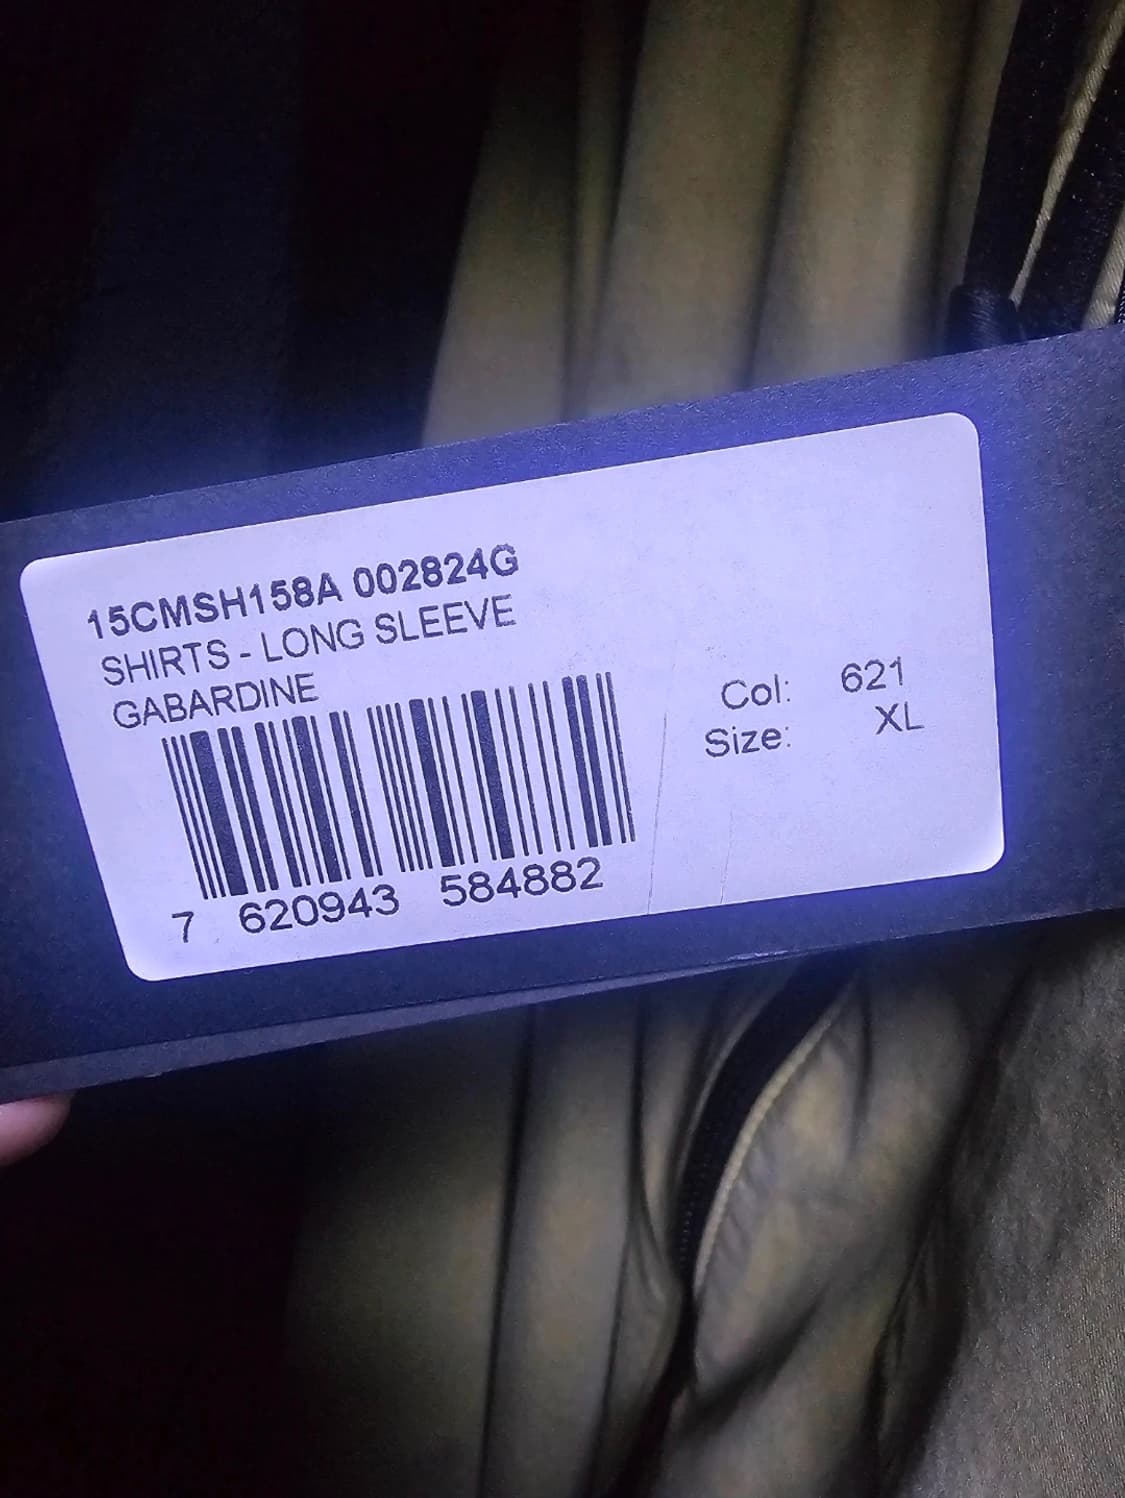 15CMSH158A 002824G
SHIRTS - LONG SLEEVE
GABARDINE
Col: 621
Size: XL
7 620943 584882